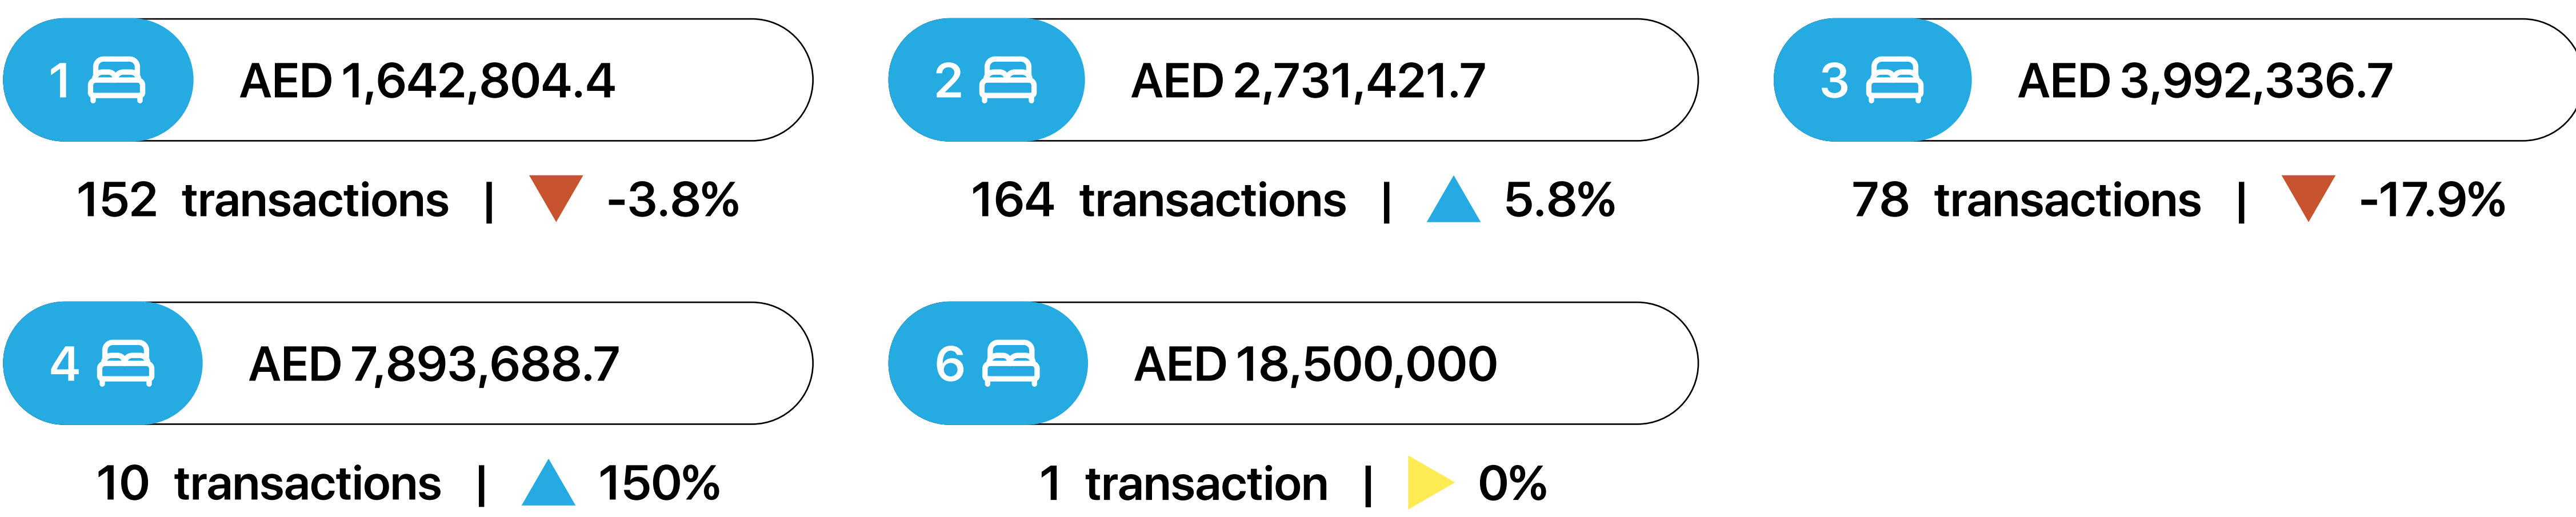 1 AED 1,642,804.4
152 transactions | -3.8%
2 AED 2,731,421.7
164 transactions | 5.8%
3 AED 3,992,336.7
78 transactions | -17.9%
4 AED 7,893,688.7
10 transactions | 150%
6 AED 18,500,000
1 transaction | 0%